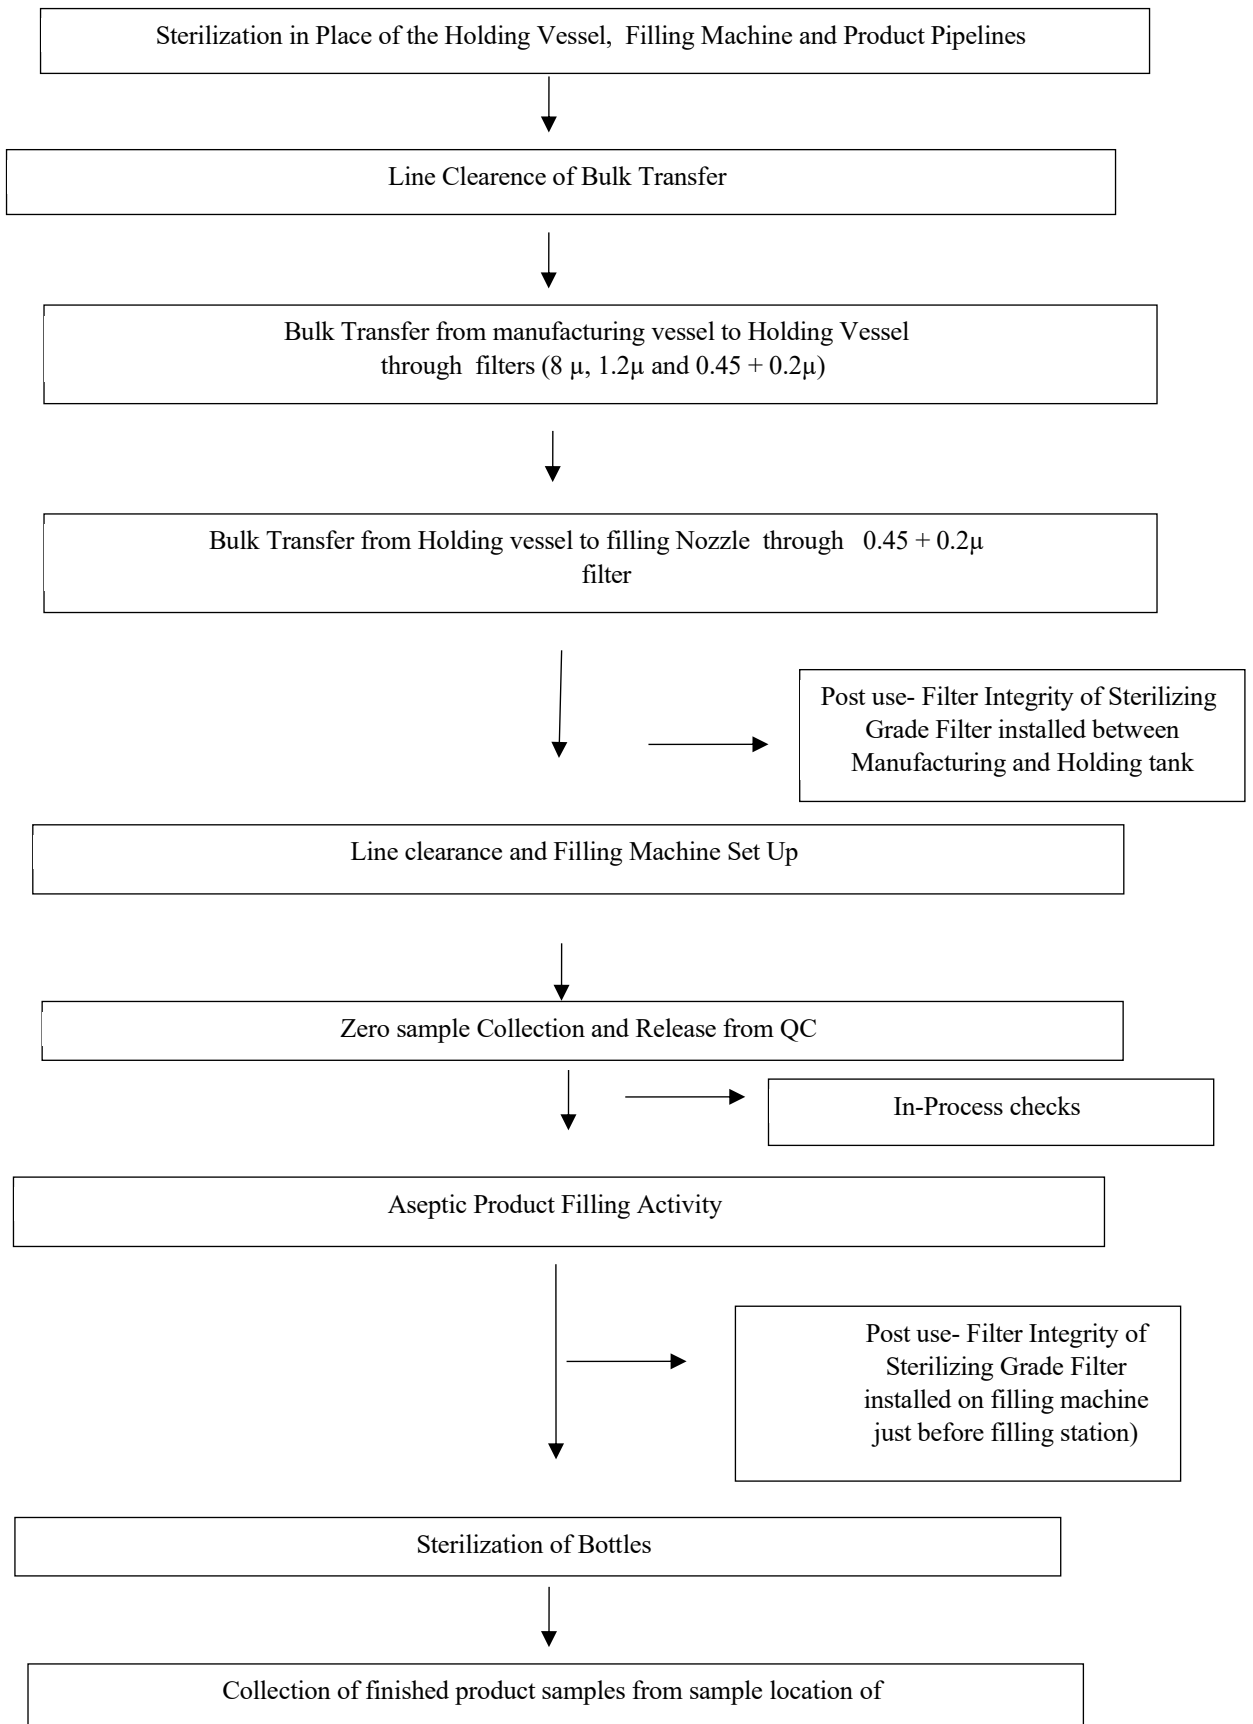 Sterilization in Place of the Holding Vessel, Filling Machine and Product Pipelines
Line Clearence of Bulk Transfer
Bulk Transfer from manufacturing vessel to Holding Vessel
through filters (8 µ, 1.2µ and 0.45 + 0.2µ)
Bulk Transfer from Holding vessel to filling Nozzle through 0.45 + 0.2µ
filter
Post use- Filter Integrity of Sterilizing
Grade Filter installed between
Manufacturing and Holding tank
Line clearance and Filling Machine Set Up
Zero sample Collection and Release from QC
In-Process checks
Aseptic Product Filling Activity
Post use- Filter Integrity of
Sterilizing Grade Filter
installed on filling machine
just before filling station)
Sterilization of Bottles
Collection of finished product samples from sample location of